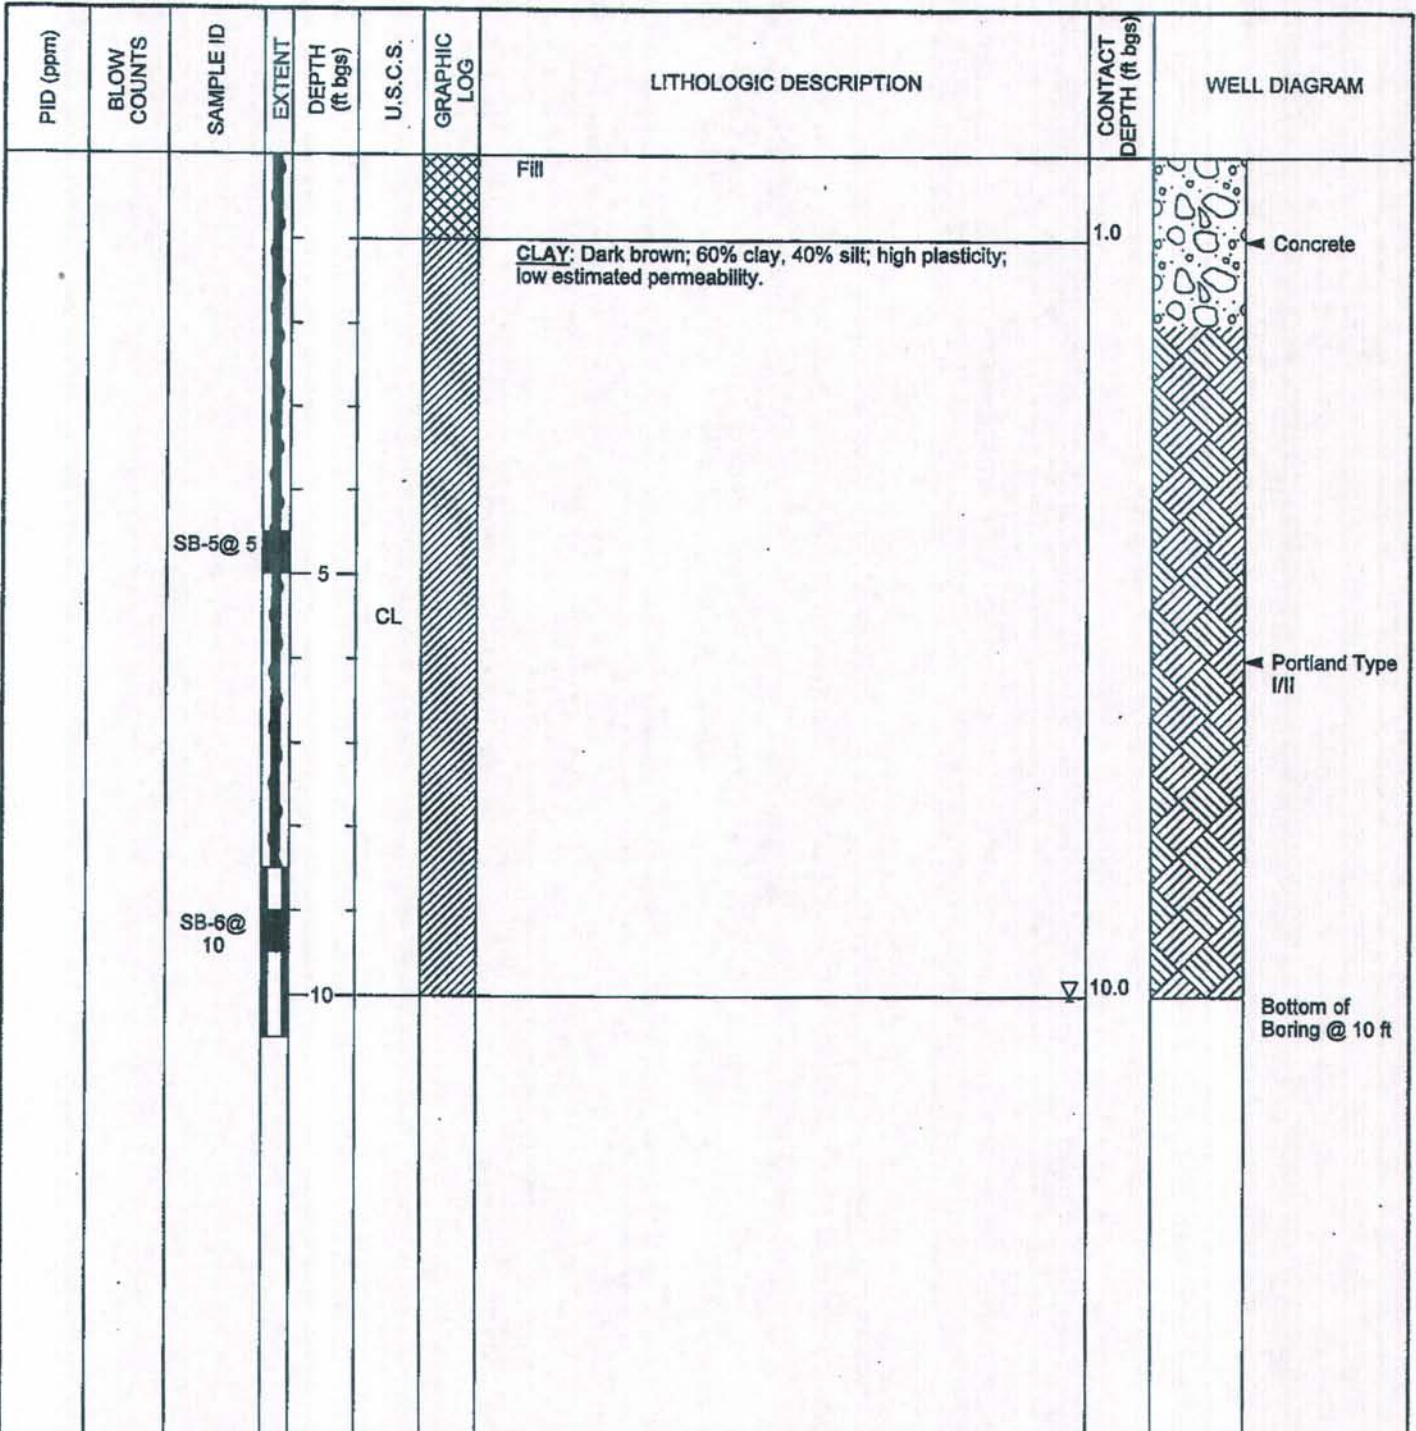 PID (ppm)
BLOW
COUNTS
SAMPLE ID
EXTENT
DEPTH
(ft bgs)
U.S.C.S.
GRAPHIC
LOG
LITHOLOGIC DESCRIPTION
CONTACT
DEPTH (ft bgs)
WELL DIAGRAM
Fill
1.0
Concrete
CLAY: Dark brown; 60% clay, 40% silt; high plasticity;
low estimated permeability.
SB-5@ 5
5
CL
Portland Type
I/II
SB-6@
10
10
10.0
Bottom of
Boring @ 10 ft